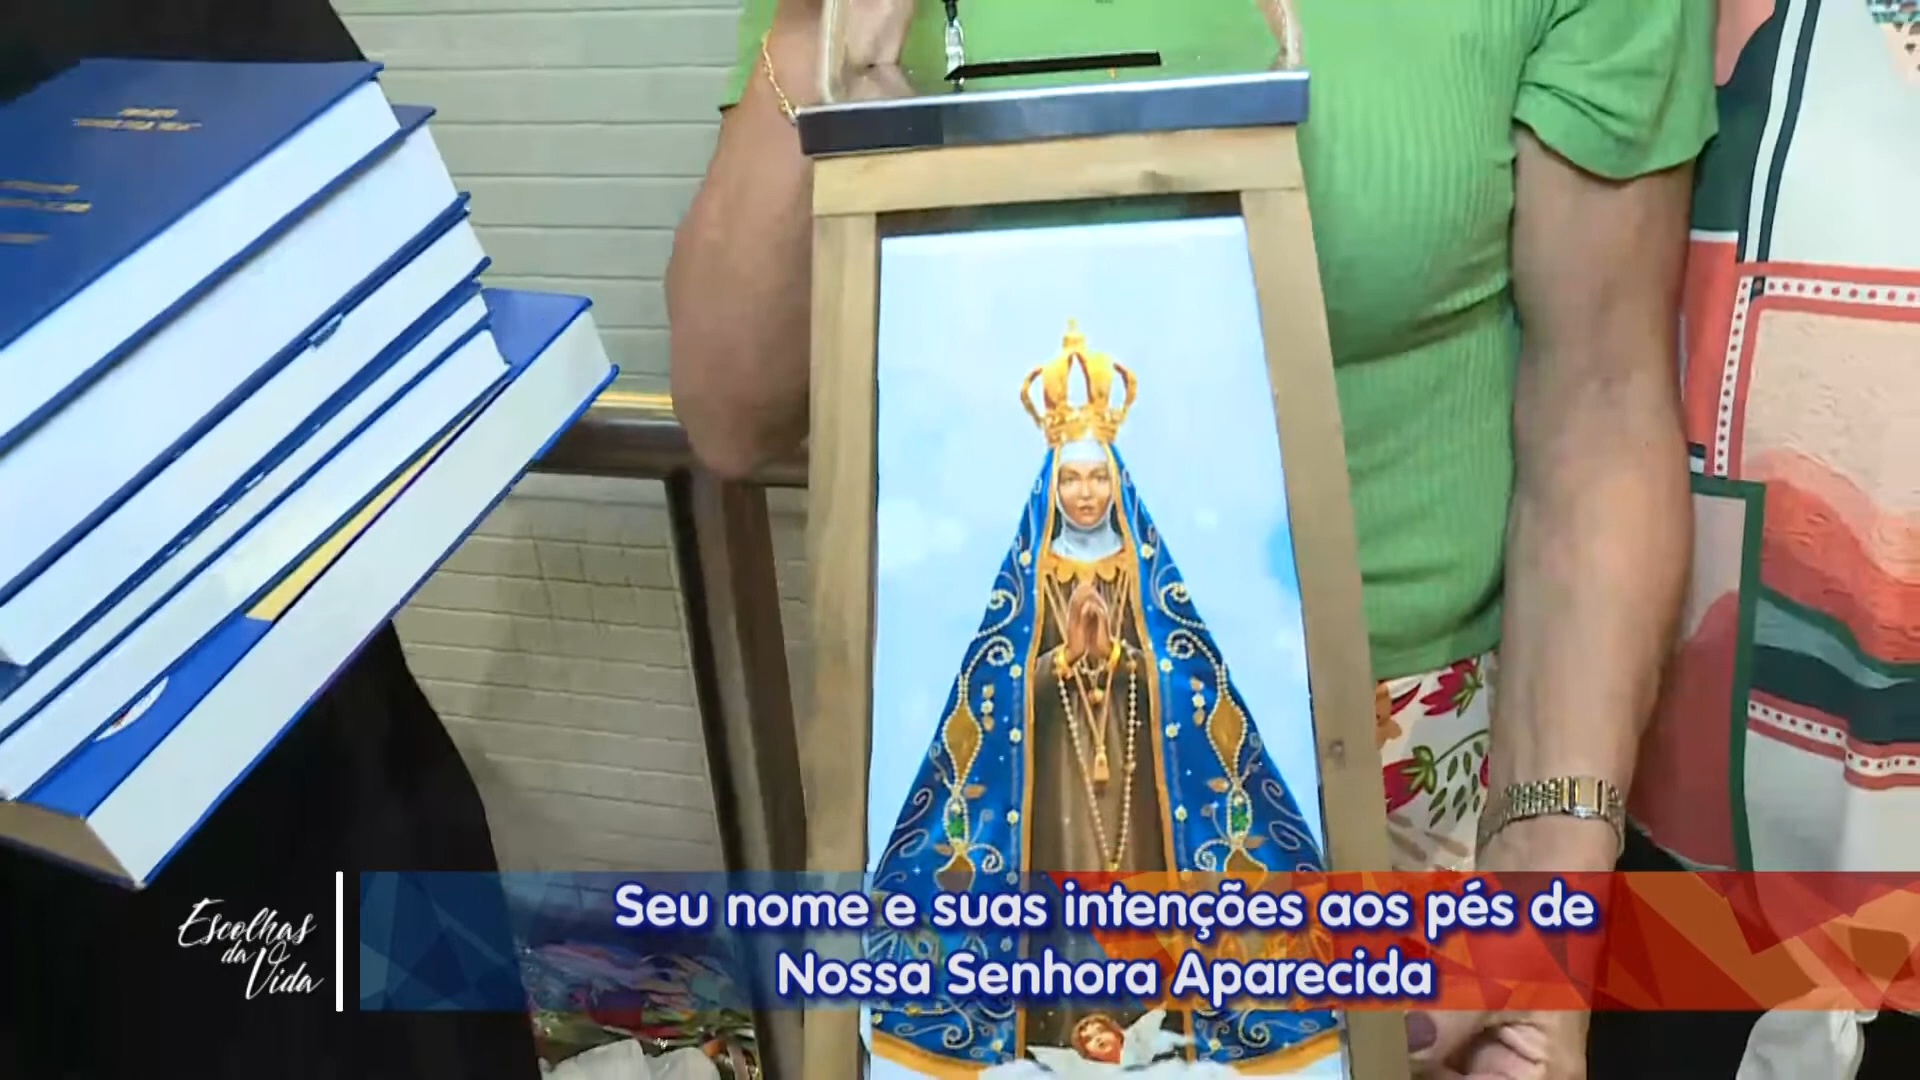 Seu nome e suas intenções aos pés de
Nossa Senhora Aparecida
Escolhas
da
Vida